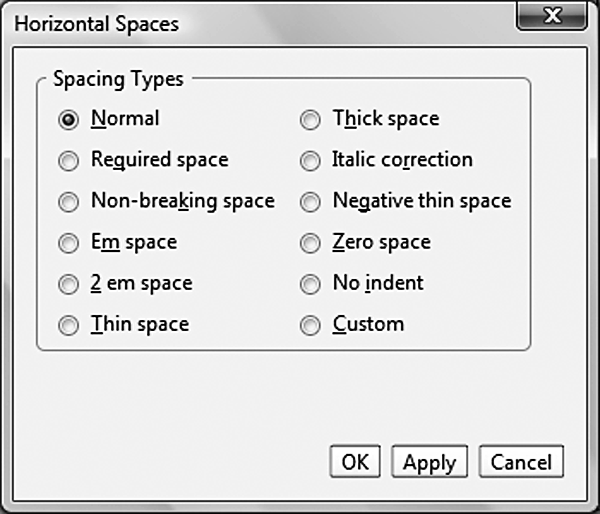 Horizontal Spaces
Spacing Types
Normal
Required space
Non-breaking space
Em space
2 em space
Thin space
Thick space
Italic correction
Negative thin space
Zero space
No indent
Custom
OK
Apply
Cancel